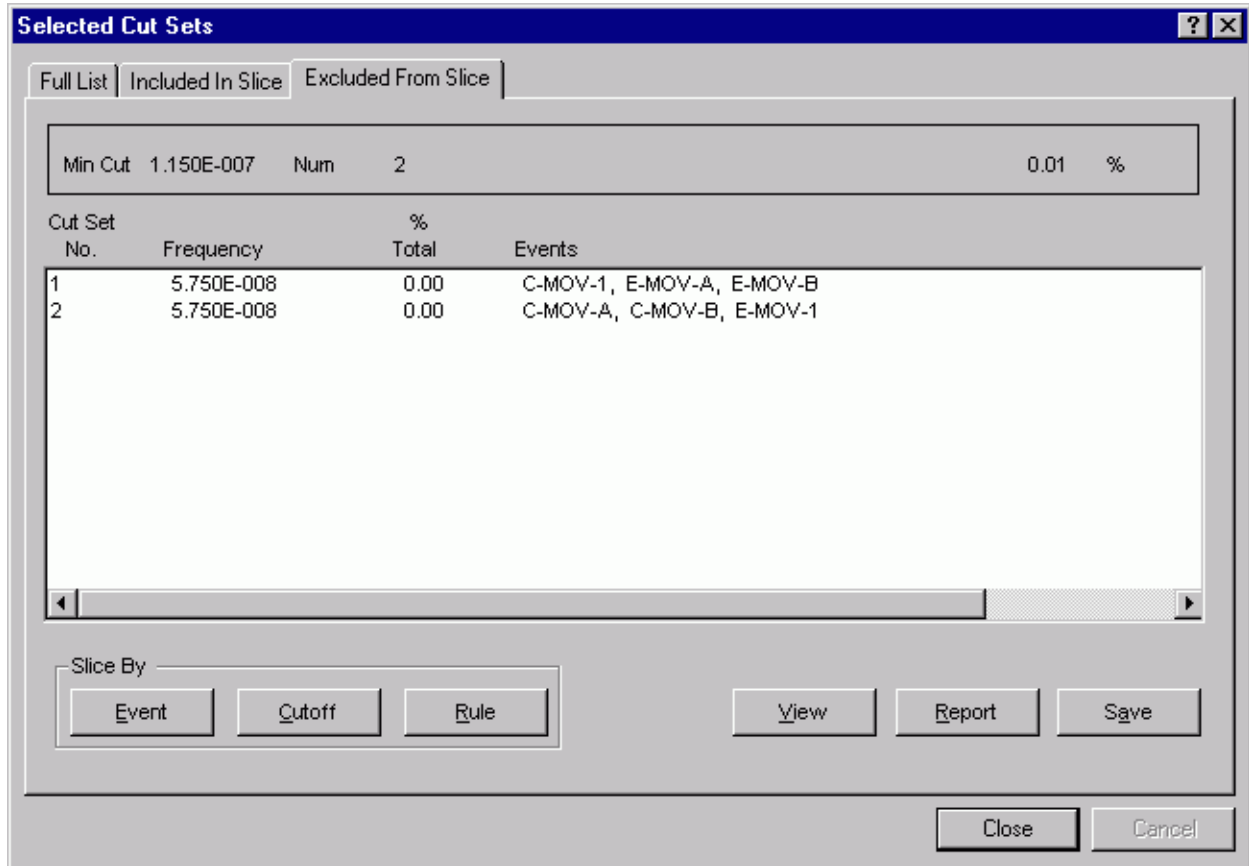 Selected Cut Sets
Full List Included In Slice Excluded From Slice
Min Cut 1.150E-007 Num 2 0.01 %
Cut Set %
No. Frequency Total Events
1 5.750E-008 0.00 C-MOV-1, E-MOV-A, E-MOV-B
2 5.750E-008 0.00 C-MOV-A, C-MOV-B, E-MOV-1
Slice By
Event Cutoff Rule View Report Save
Close Cancel